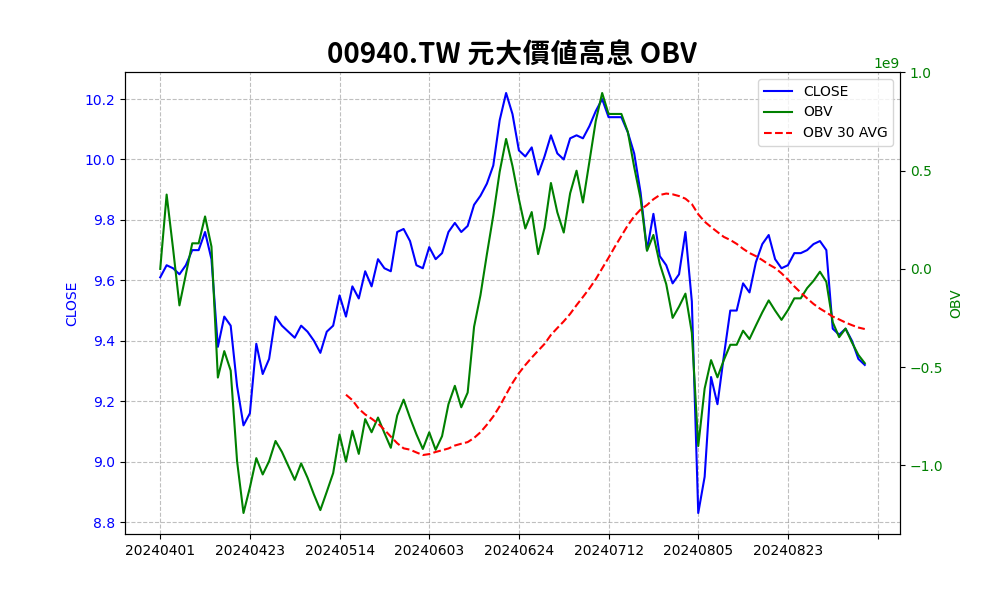 00940.TW 元大價值高息 OBV
1e9
CLOSE
OBV
OBV 30 AVG
10.2
10.0
9.8
9.6
9.4
9.2
9.0
8.8
CLOSE
1.0
0.5
0.0
−0.5
−1.0
OBV
20240401 20240423 20240514 20240603 20240624 20240712 20240805 20240823